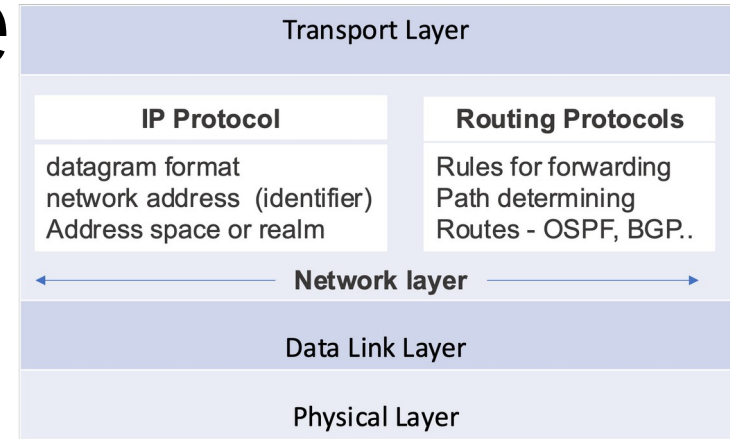 e
Transport Layer
IP Protocol
datagram format
network address (identifier)
Address space or realm
Routing Protocols
Rules for forwarding
Path determining
Routes - OSPF, BGP..
Network layer
Data Link Layer
Physical Layer